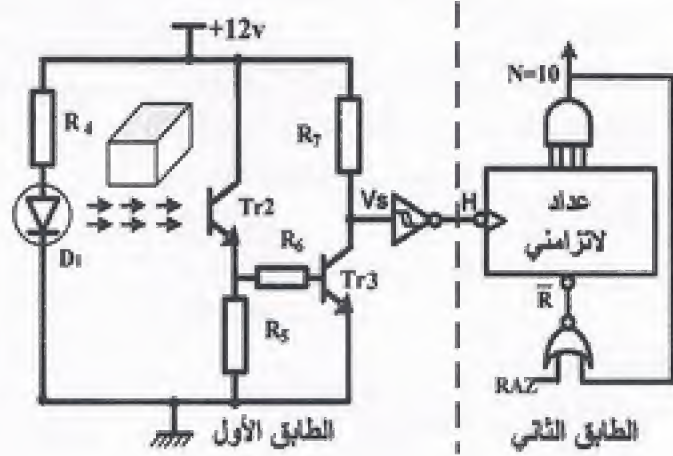 +12v
N=10
R4
R7
Tr2
Vs
H
عداد
لاتزامني
D1
R6
Tr3
R̅
R5
RAZ
الطابق الأول
الطابق الثاني